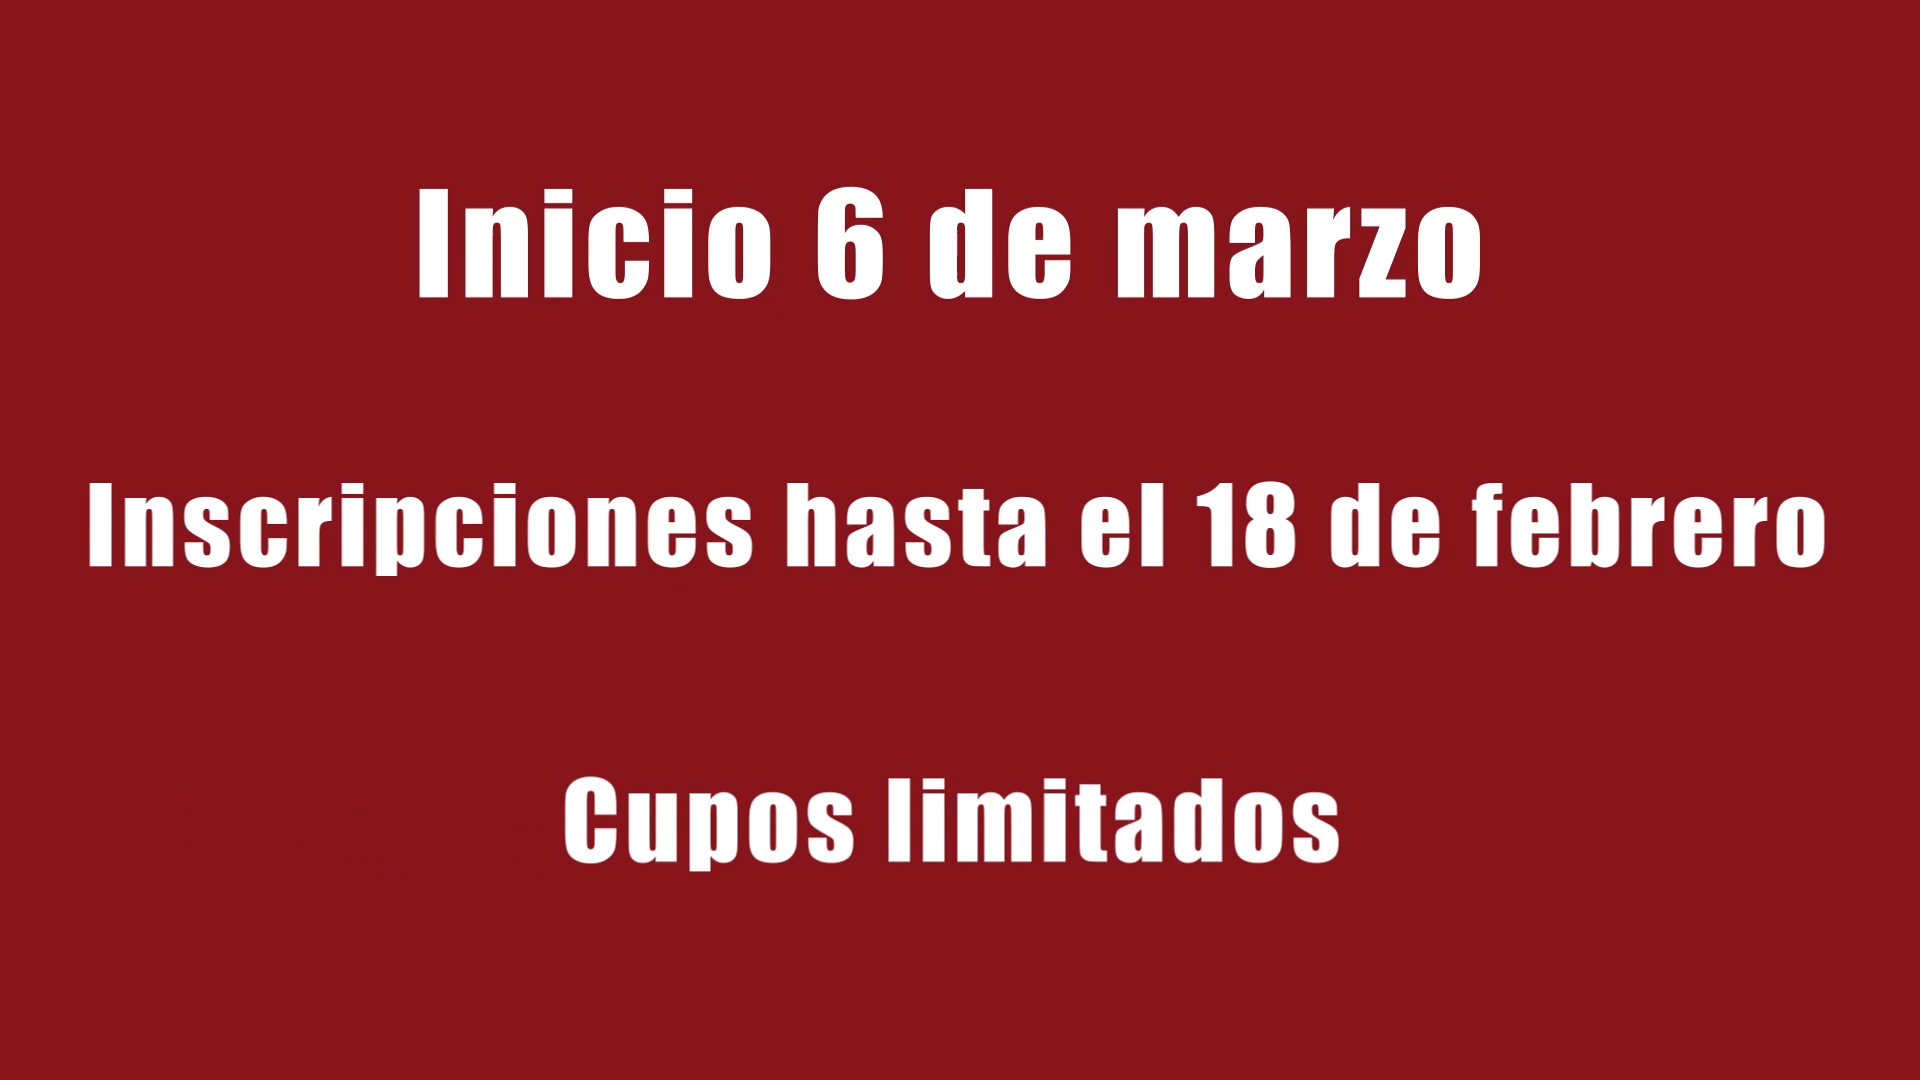 Inicio 6 de marzo
Inscripciones hasta el 18 de febrero
Cupos limitados